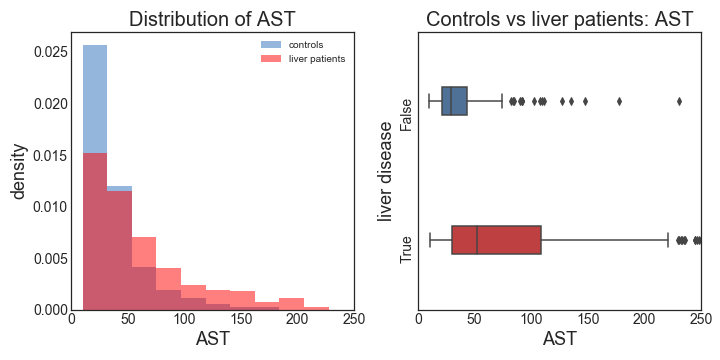 Distribution of AST
controls
liver patients
density
0.025
0.020
0.015
0.010
0.005
0.000
0 50 100 150 200 250
AST
Controls vs liver patients: AST
liver disease
False
True
0 50 100 150 200 250
AST